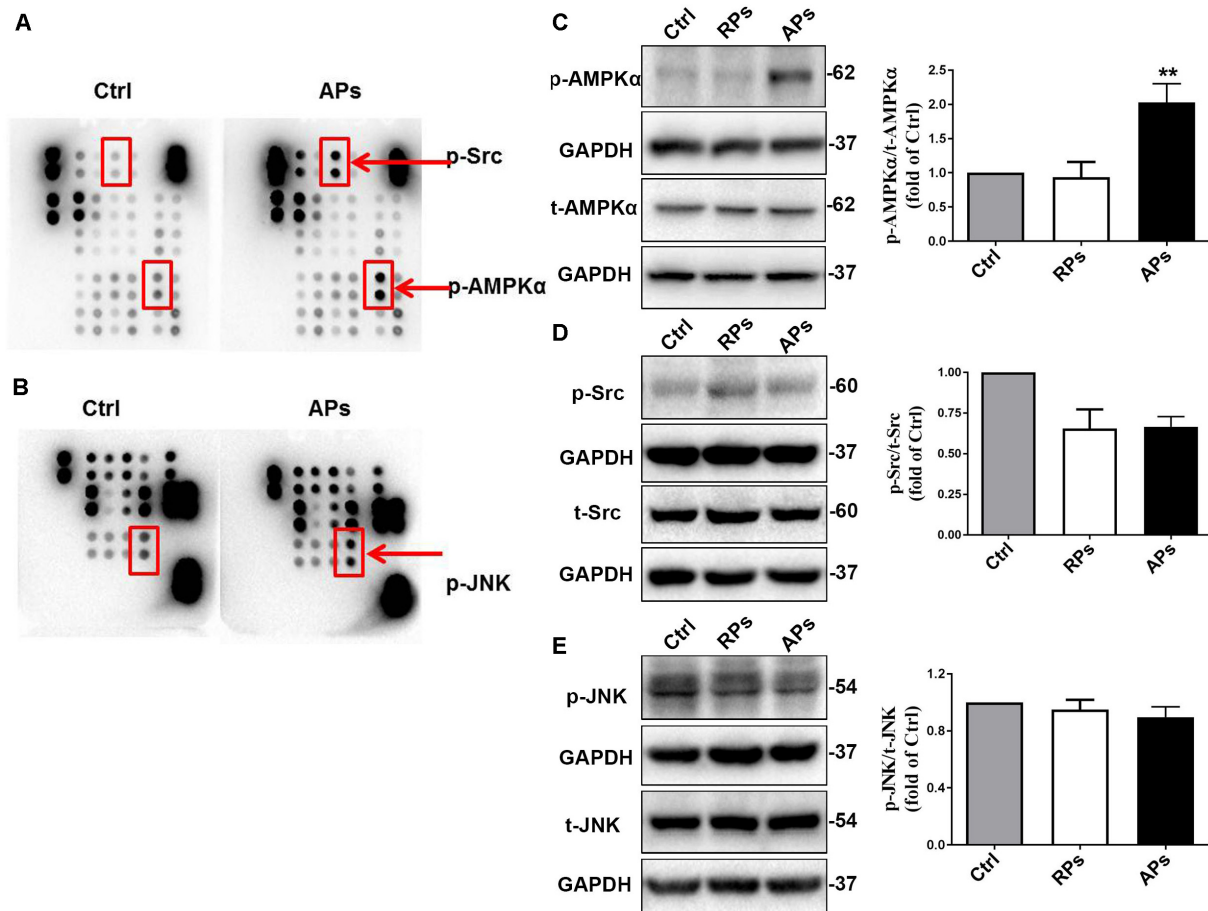 A
Ctrl
APs
p-Src
p-AMPKα
B
Ctrl
APs
p-JNK
C
Ctrl
RPs
APs
p-AMPKα
-62
GAPDH
-37
t-AMPKα
-62
GAPDH
-37
p-AMPKα/t-AMPKα
(fold of Ctrl)
2.5
2.0
1.5
1.0
0.5
0.0
**
Ctrl
RPs
APs
D
Ctrl
RPs
APs
p-Src
-60
GAPDH
-37
t-Src
-60
GAPDH
-37
p-Src/t-Src
(fold of Ctrl)
1.00
0.75
0.50
0.25
0.00
Ctrl
RPs
APs
E
Ctrl
RPs
APs
p-JNK
-54
GAPDH
-37
t-JNK
-54
GAPDH
-37
p-JNK/t-JNK
(fold of Ctrl)
1.2
0.8
0.4
0.0
Ctrl
RPs
APs